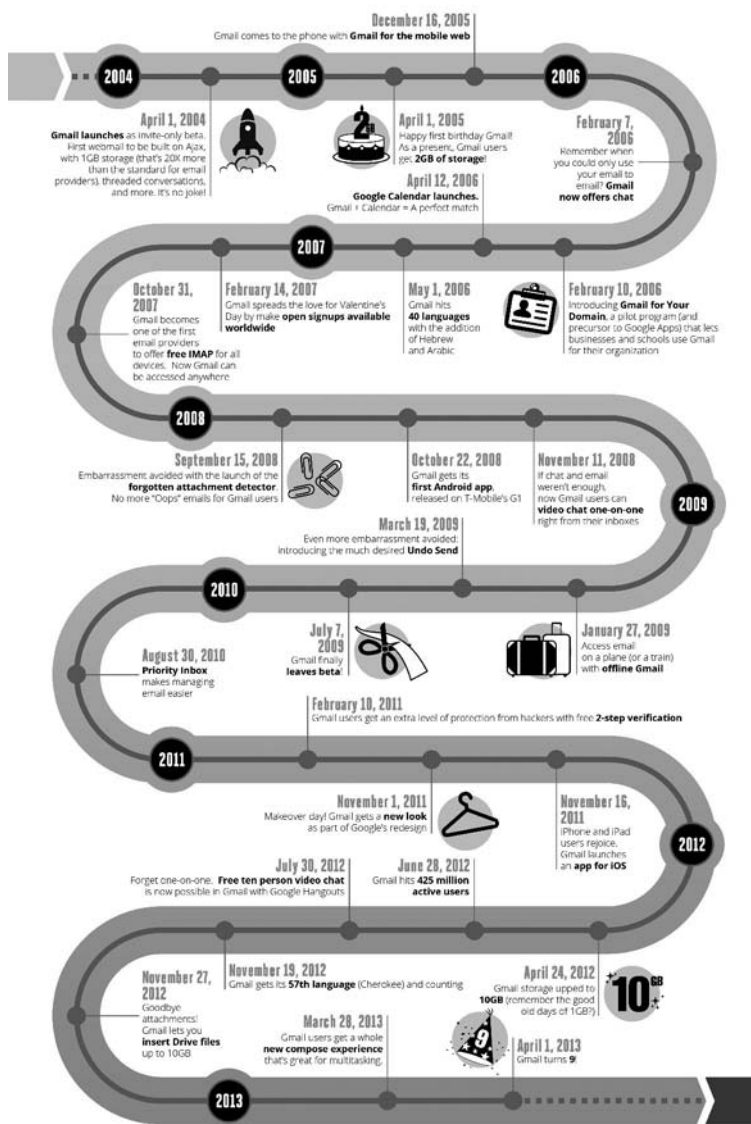 December 16, 2005
Gmail comes to the phone with Gmail for the mobile web
2004
2005
2006
April 1, 2004
Gmail launches as invite-only beta.
First webmail to be built on Ajax,
with 1GB storage (that's 20X more
than the standard for email
providers), threaded conversations,
and more. It's no joke!
2GB
April 1, 2005
Happy first birthday Gmail!
As a present, Gmail users
get 2GB of storage!
February 7,
2006
Remember when
you could only use
your email to
email? Gmail
now offers chat
April 12, 2006
Google Calendar launches.
Gmail + Calendar = A perfect match
2007
October 31,
2007
Gmail becomes
one of the first
email providers
to offer free IMAP for all
devices. Now Gmail can
be accessed anywhere
February 14, 2007
Gmail spreads the love for Valentine's
Day by make open signups available
worldwide
May 1, 2006
Gmail hits
40 languages
with the addition
of Hebrew
and Arabic
February 10, 2006
Introducing Gmail for Your
Domain, a pilot program (and
precursor to Google Apps) that lets
businesses and schools use Gmail
for their organization
2008
September 15, 2008
Embarrassment avoided with the launch of the
forgotten attachment detector.
No more "Oops" emails for Gmail users
October 22, 2008
Gmail gets its
first Android app,
released on T-Mobile's G1
November 11, 2008
If chat and email
weren't enough,
now Gmail users can
video chat one-on-one
right from their inboxes
2009
March 19, 2009
Even more embarrassment avoided:
introducing the much desired Undo Send
2010
August 30, 2010
Priority Inbox
makes managing
email easier
July 7,
2009
Gmail finally
leaves beta!
January 27, 2009
Access email
on a plane (or a train)
with offline Gmail
February 10, 2011
Gmail users get an extra level of protection from hackers with free 2-step verification
2011
November 1, 2011
Makeover day! Gmail gets a new look
as part of Google's redesign
November 16,
2011
iPhone and iPad
users rejoice.
Gmail launches
an app for iOS
2012
July 30, 2012
Forget one-on-one. Free ten person video chat
is now possible in Gmail with Google Hangouts
June 28, 2012
Gmail hits 425 million
active users
November 27,
2012
Goodbye
attachments!
Gmail lets you
insert Drive files
up to 10GB
November 19, 2012
Gmail gets its 57th language (Cherokee) and counting
April 24, 2012
Gmail storage upped to
10GB (remember the good
old days of 1GB?)
10GB
March 28, 2013
Gmail users get a whole
new compose experience
that's great for multitasking.
9
April 1, 2013
Gmail turns 9!
2013